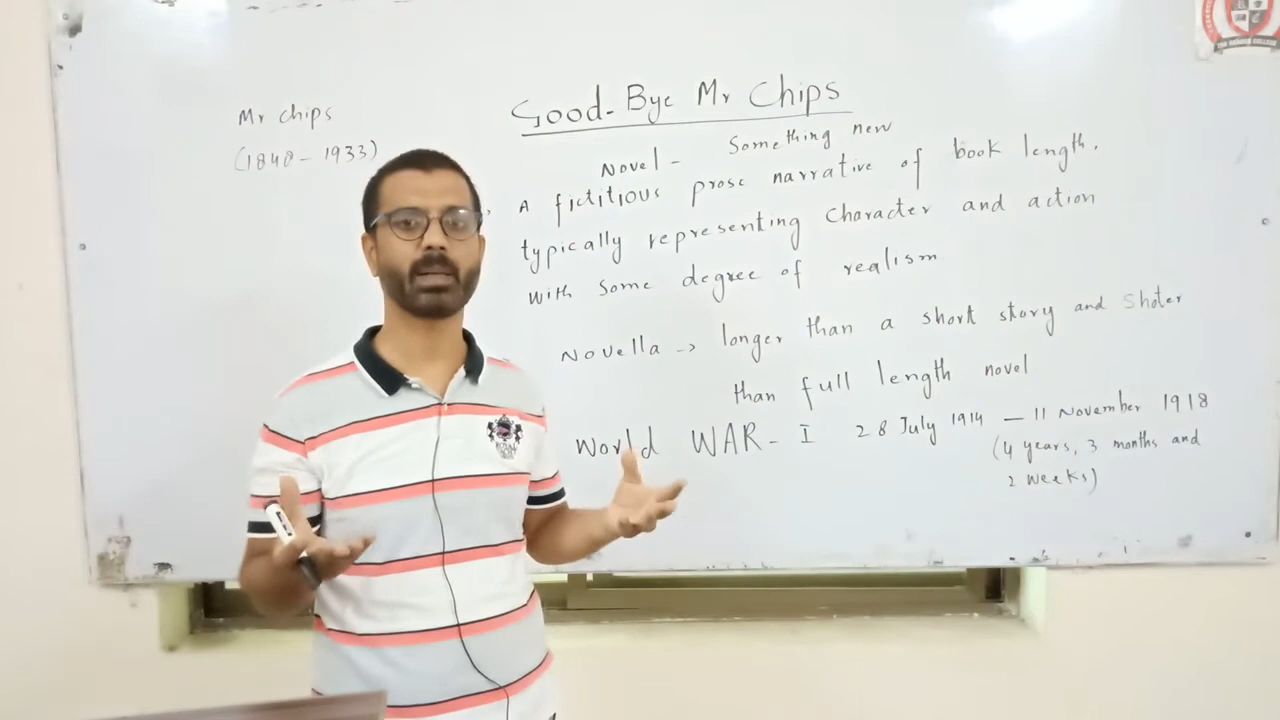 Good-Bye Mr Chips
Mr chips
(1848 - 1933)
Novel - Something new
A fictitious prose narrative of book length,
typically representing Character and action
with some degree of realism
Novella → longer than a short story and Shoter
than full length novel
World WAR - I 28 July 1914 - 11 November 1918
(4 years, 3 months and
2 weeks)